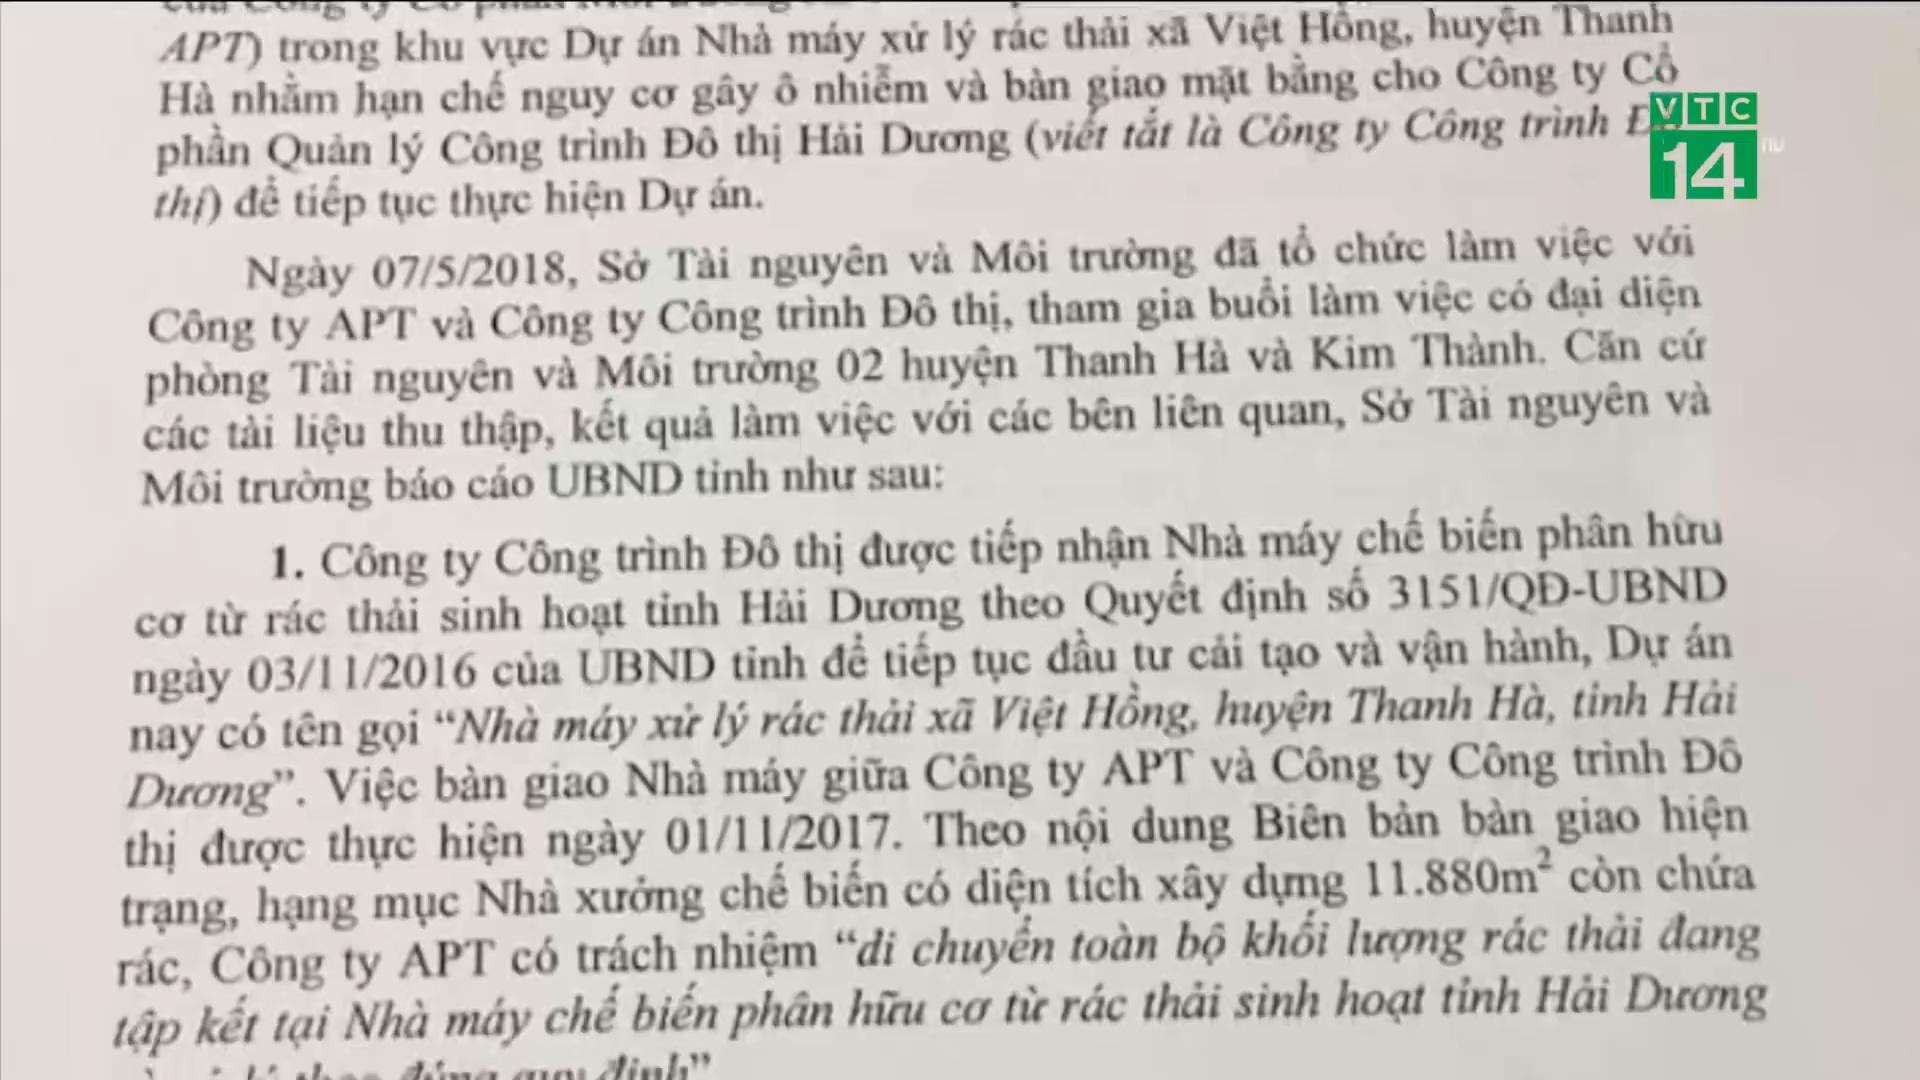 của Công ty Cổ phần Môi trường
APT) trong khu vực Dự án Nhà máy xử lý rác thải xã Việt Hồng, huyện Thanh
Hà nhằm hạn chế nguy cơ gây ô nhiễm và bàn giao mặt bằng cho Công ty Cổ
phần Quản lý Công trình Đô thị Hải Dương (viết tắt là Công ty Công trình Đô
thị) để tiếp tục thực hiện Dự án.
VTC
14
Ngày 07/5/2018, Sở Tài nguyên và Môi trường đã tổ chức làm việc với
Công ty APT và Công ty Công trình Đô thị, tham gia buổi làm việc có đại diện
phòng Tài nguyên và Môi trường 02 huyện Thanh Hà và Kim Thành. Căn cứ
các tài liệu thu thập, kết quả làm việc với các bên liên quan, Sở Tài nguyên và
Môi trường báo cáo UBND tỉnh như sau:
1. Công ty Công trình Đô thị được tiếp nhận Nhà máy chế biến phân hữu
cơ từ rác thải sinh hoạt tỉnh Hải Dương theo Quyết định số 3151/QĐ-UBND
ngày 03/11/2016 của UBND tỉnh để tiếp tục đầu tư cải tạo và vận hành, Dự án
nay có tên gọi “Nhà máy xử lý rác thải xã Việt Hồng, huyện Thanh Hà, tỉnh Hải
Dương”. Việc bàn giao Nhà máy giữa Công ty APT và Công ty Công trình Đô
thị được thực hiện ngày 01/11/2017. Theo nội dung Biên bản bàn giao hiện
trạng, hạng mục Nhà xưởng chế biến có diện tích xây dựng 11.880m² còn chứa
rác, Công ty APT có trách nhiệm “di chuyển toàn bộ khối lượng rác thải đang
tập kết tại Nhà máy chế biến phân hữu cơ từ rác thải sinh hoạt tỉnh Hải Dương
theo đúng quy định”